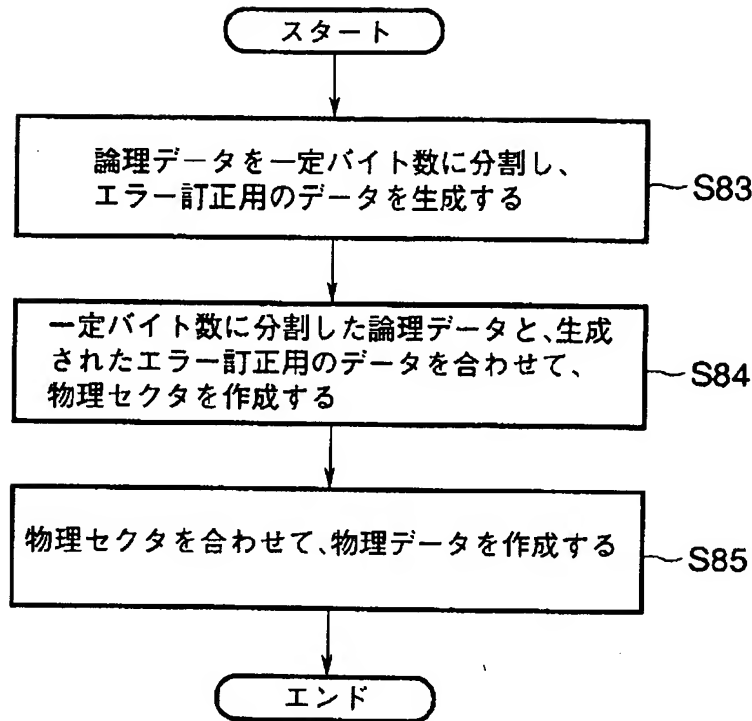 スタート
論理データを一定バイト数に分割し、
エラー訂正用のデータを生成する
S83
一定バイト数に分割した論理データと、生成
されたエラー訂正用のデータを合わせて、
物理セクタを作成する
S84
物理セクタを合わせて、物理データを作成する
S85
エンド